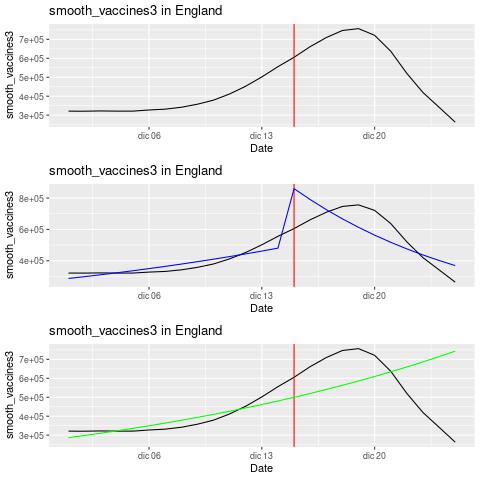 smooth_vaccines3 in England
smooth_vaccines3
7e+05
6e+05
5e+05
4e+05
3e+05
dic 06
dic 13
dic 20
Date
smooth_vaccines3 in England
smooth_vaccines3
8e+05
6e+05
4e+05
dic 06
dic 13
dic 20
Date
smooth_vaccines3 in England
smooth_vaccines3
7e+05
6e+05
5e+05
4e+05
3e+05
dic 06
dic 13
dic 20
Date